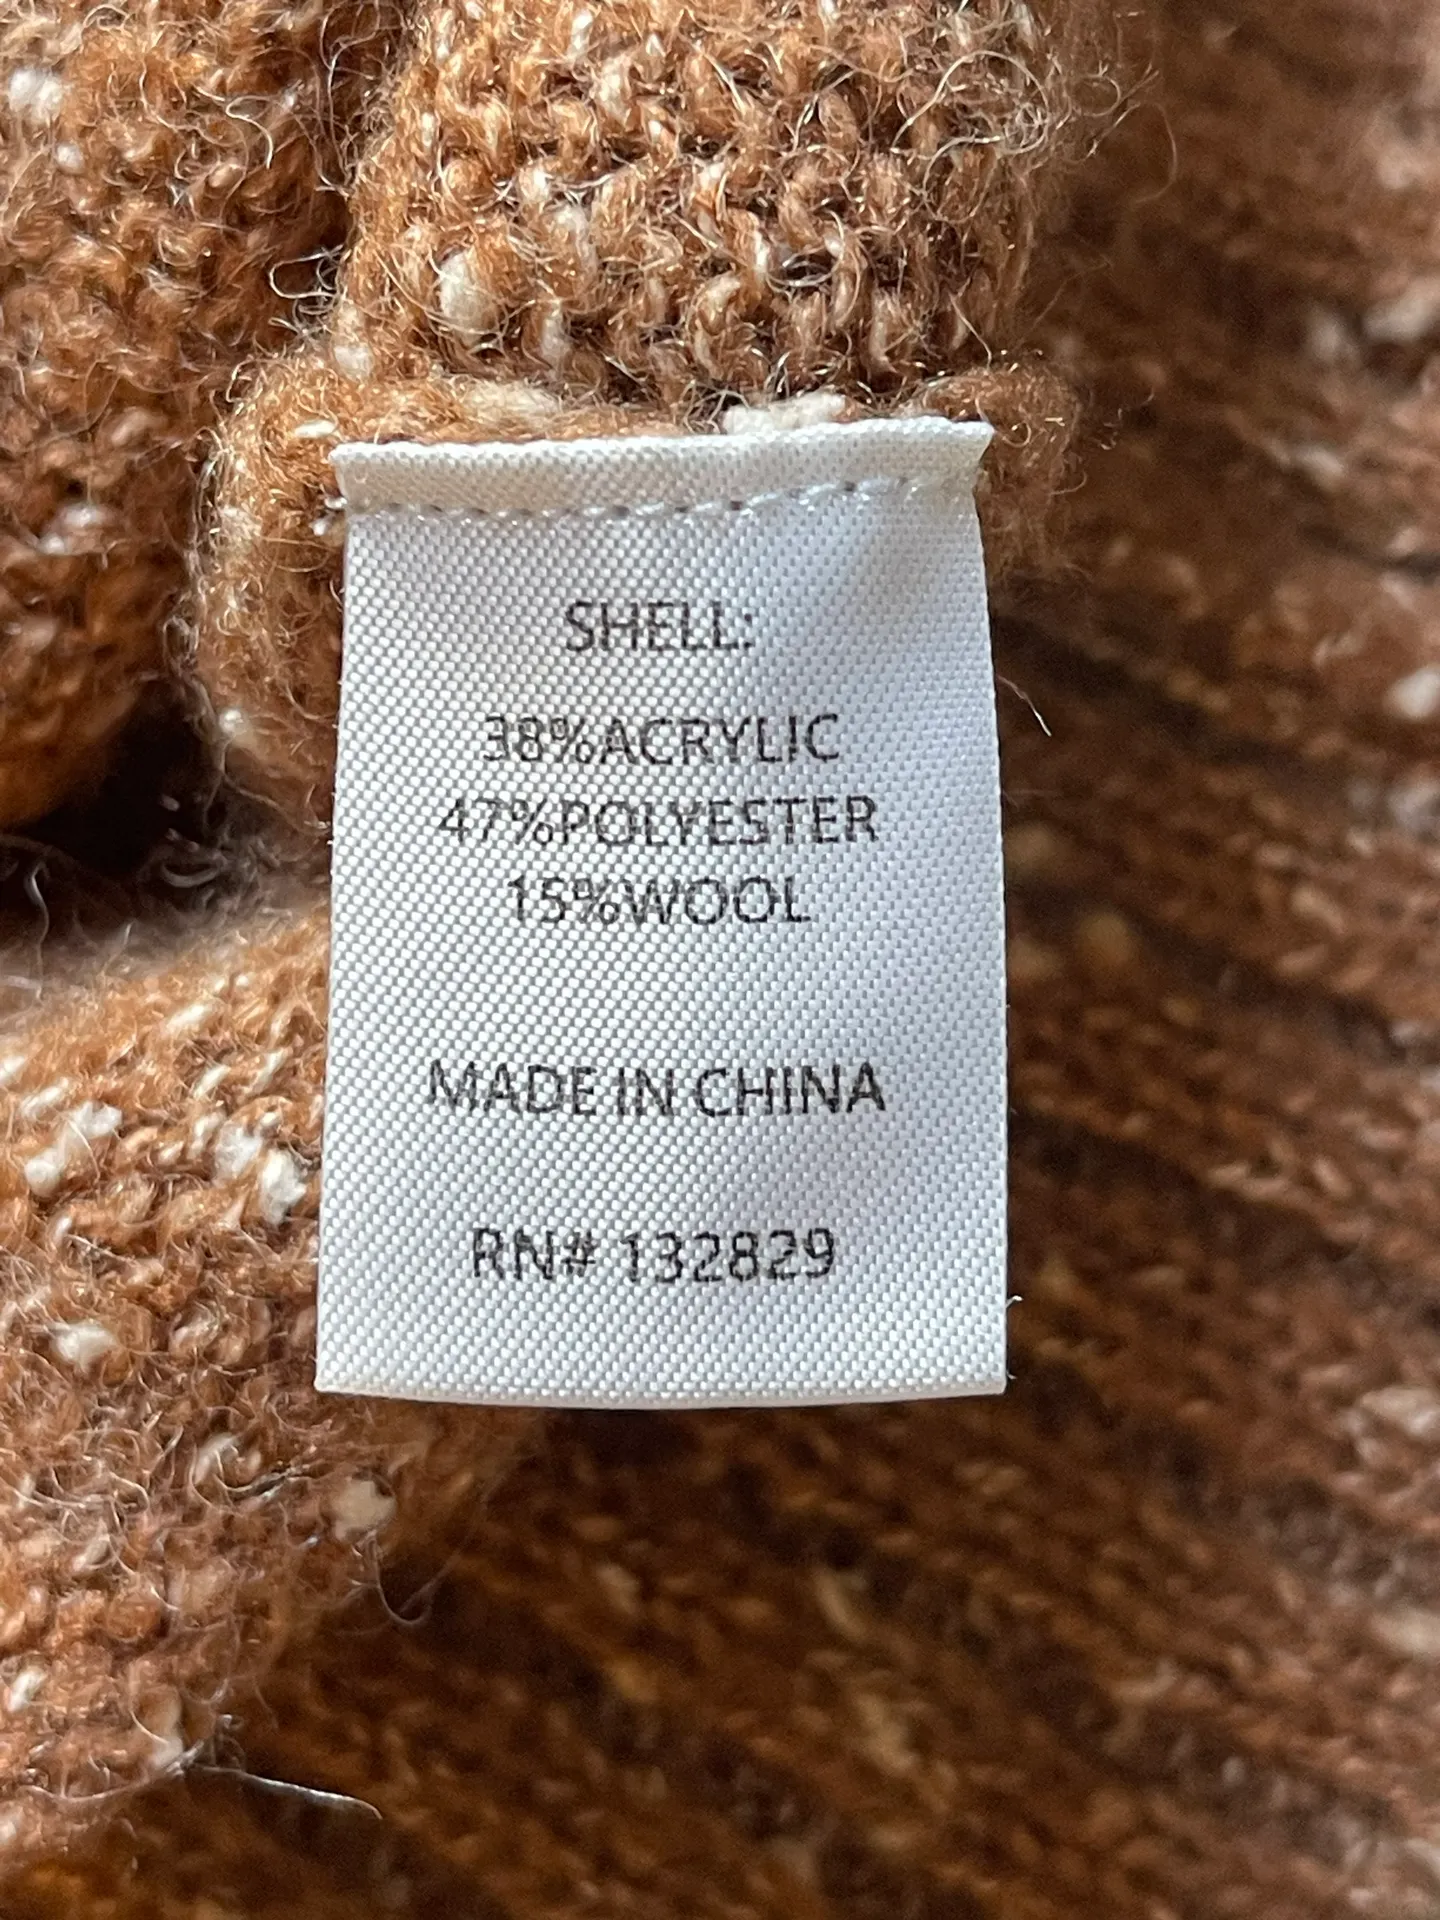 SHELL:
38%ACRYLIC
47%POLYESTER
15%WOOL
MADE IN CHINA
RN# 132829